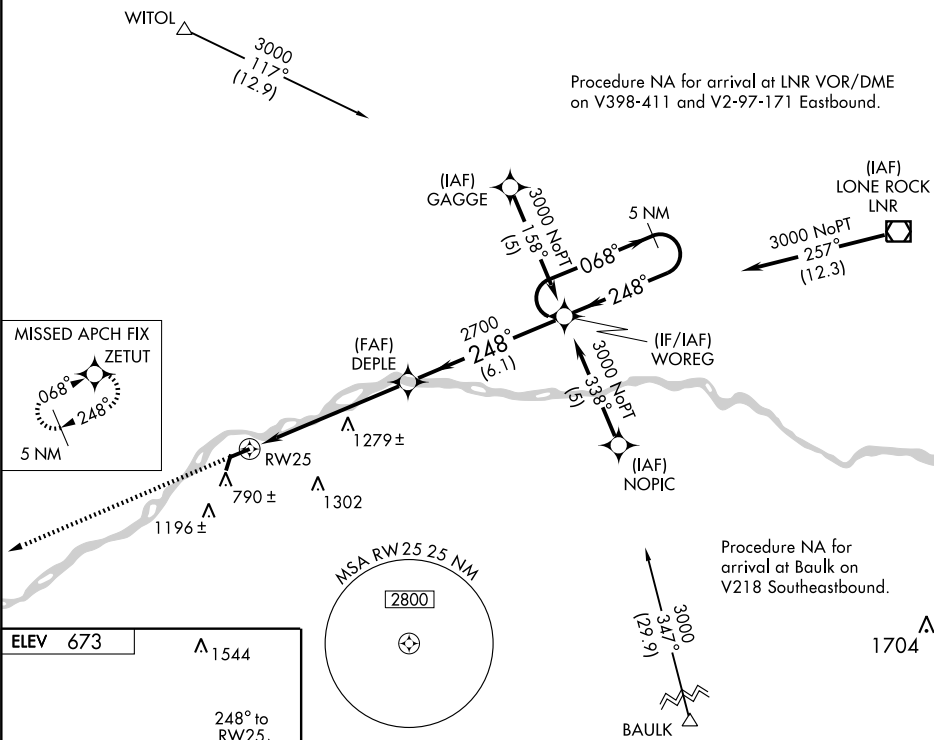 WITOL
3000
117°
(12.9)
Procedure NA for arrival at LNR VOR/DME
on V398-411 and V2-97-171 Eastbound.
(IAF)
GAGGE
3000 NoPT
158°
(5)
5 NM
068°
248°
(IAF)
LONE ROCK
LNR
3000 NoPT
257°
(12.3)
MISSED APCH FIX
ZETUT
068°
248°
5 NM
(FAF)
DEPLE
2700
248°
(6.1)
(IF/IAF)
WOREG
3000 NoPT
338°
(5)
(IAF)
NOPIC
1279 ±
RW25
790 ±
1302
1196 ±
MSA RW25 25 NM
2800
Procedure NA for
arrival at Baulk on
V218 Southeastbound.
3000
347°
(29.9)
BAULK
1704
ELEV 673
1544
248° to
RW25.